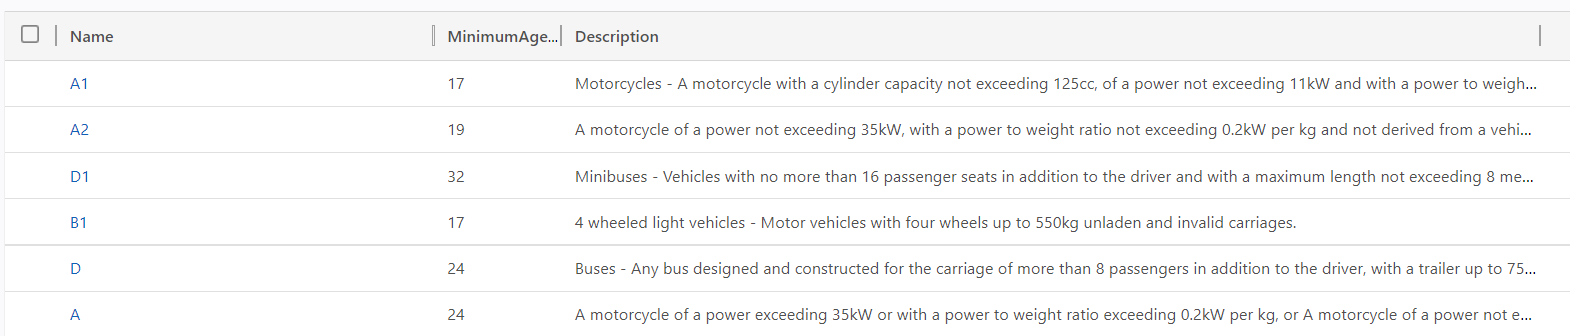 Name MinimumAge... Description
A1 17 Motorcycles - A motorcycle with a cylinder capacity not exceeding 125cc, of a power not exceeding 11kW and with a power to weigh...
A2 19 A motorcycle of a power not exceeding 35kW, with a power to weight ratio not exceeding 0.2kW per kg and not derived from a vehi...
D1 32 Minibuses - Vehicles with no more than 16 passenger seats in addition to the driver and with a maximum length not exceeding 8 me...
B1 17 4 wheeled light vehicles - Motor vehicles with four wheels up to 550kg unladen and invalid carriages.
D 24 Buses - Any bus designed and constructed for the carriage of more than 8 passengers in addition to the driver, with a trailer up to 75...
A 24 A motorcycle of a power exceeding 35kW or with a power to weight ratio exceeding 0.2kW per kg, or A motorcycle of a power not e...